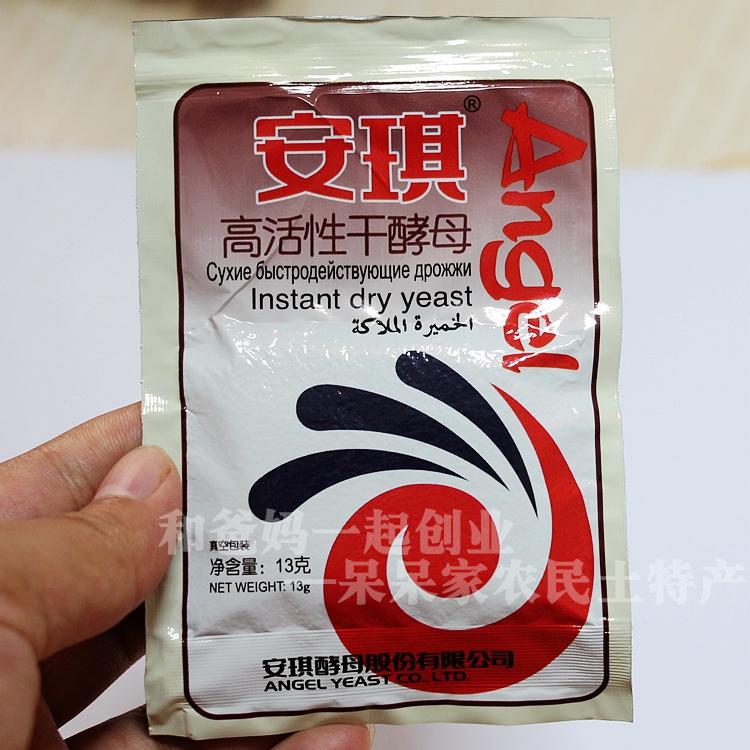 安琪®
Angel
高活性干酵母
Сухие быстродействующие дрожжи
Instant dry yeast
الخميرة الملاكة
和爸妈一起创业
真空包装
净含量: 13克
NET WEIGHT: 13g
一呆呆家农民土特产
安琪酵母股份有限公司
ANGEL YEAST CO., LTD.